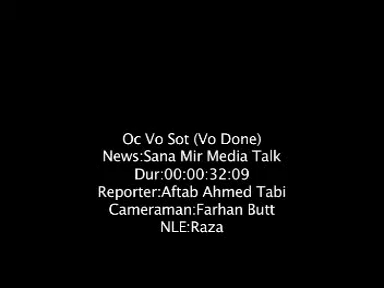 Oc Vo Sot (Vo Done)
News:Sana Mir Media Talk
Dur:00:00:32:09
Reporter:Aftab Ahmed Tabi
Cameraman:Farhan Butt
NLE:Raza